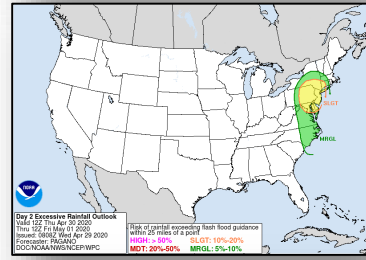 SLGT
MRGL
NOAA
Day 2 Excessive Rainfall Outlook
Valid 12Z Thu Apr 30 2020
Thru 12Z Fri May 01 2020
Issued: 0808Z Wed Apr 29 2020
Forecaster: PAGANO
DOC/NOAA/NWS/NCEP/WPC
Risk of rainfall exceeding flash flood guidance
within 25 miles of a point
HIGH: > 50% SLGT: 10%-20%
MDT: 20%-50% MRGL: 5%-10%